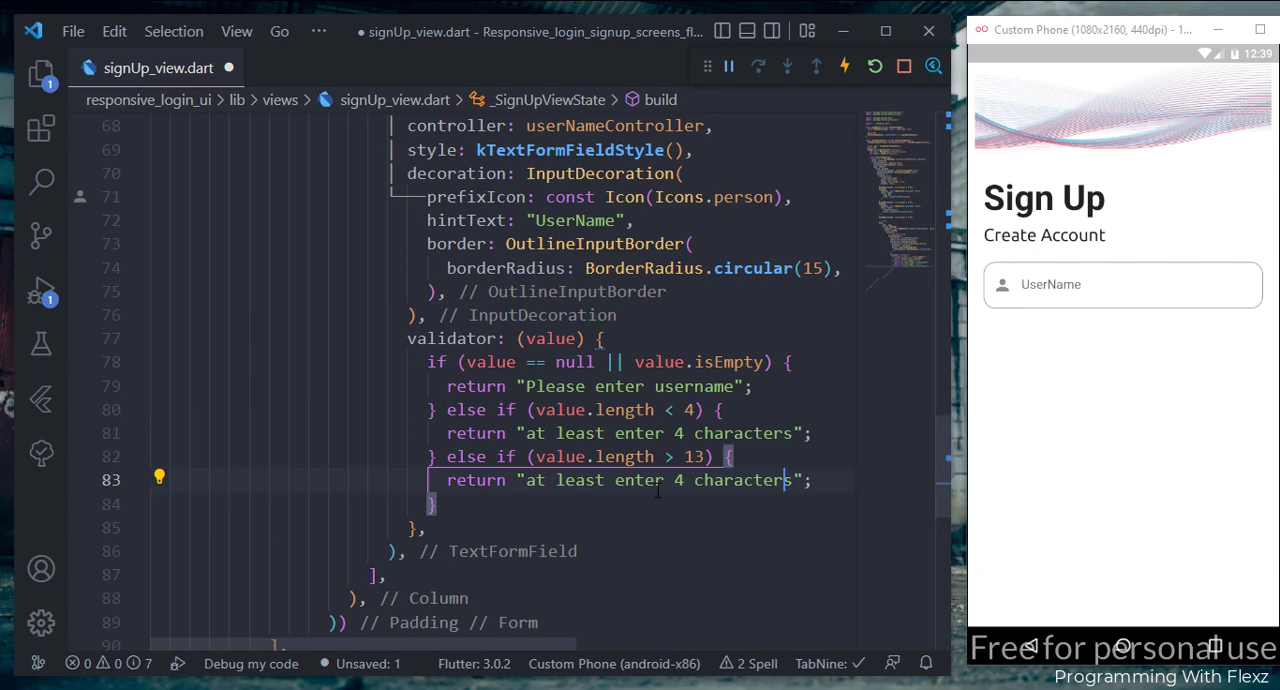 File Edit Selection View Go ··· ● signUp_view.dart - Responsive_login_signup_screens_fl...
Custom Phone (1080x2160, 440dpi) - 1...
signUp_view.dart ●
12:39
responsive_login_ui > lib > views > signUp_view.dart > _SignUpViewState > build
68 controller: userNameController,
69 style: kTextFormFieldStyle(),
70 decoration: InputDecoration(
71 prefixIcon: const Icon(Icons.person),
72 hintText: "UserName",
73 border: OutlineInputBorder(
74 borderRadius: BorderRadius.circular(15),
75 ), // OutlineInputBorder
76 ), // InputDecoration
77 validator: (value) {
78 if (value == null || value.isEmpty) {
79 return "Please enter username";
80 } else if (value.length < 4) {
81 return "at least enter 4 characters";
82 } else if (value.length > 13) {
83 return "at least enter 4 characters";
84 }
85 },
86 ), // TextFormField
87 ],
88 ), // Column
89 )) // Padding // Form
90 ],
1
1
Sign Up
Create Account
UserName
0 0 7 Debug my code ● Unsaved: 1 Flutter: 3.0.2 Custom Phone (android-x86) 2 Spell TabNine: ✓
Free for personal use
Programming With Flexz